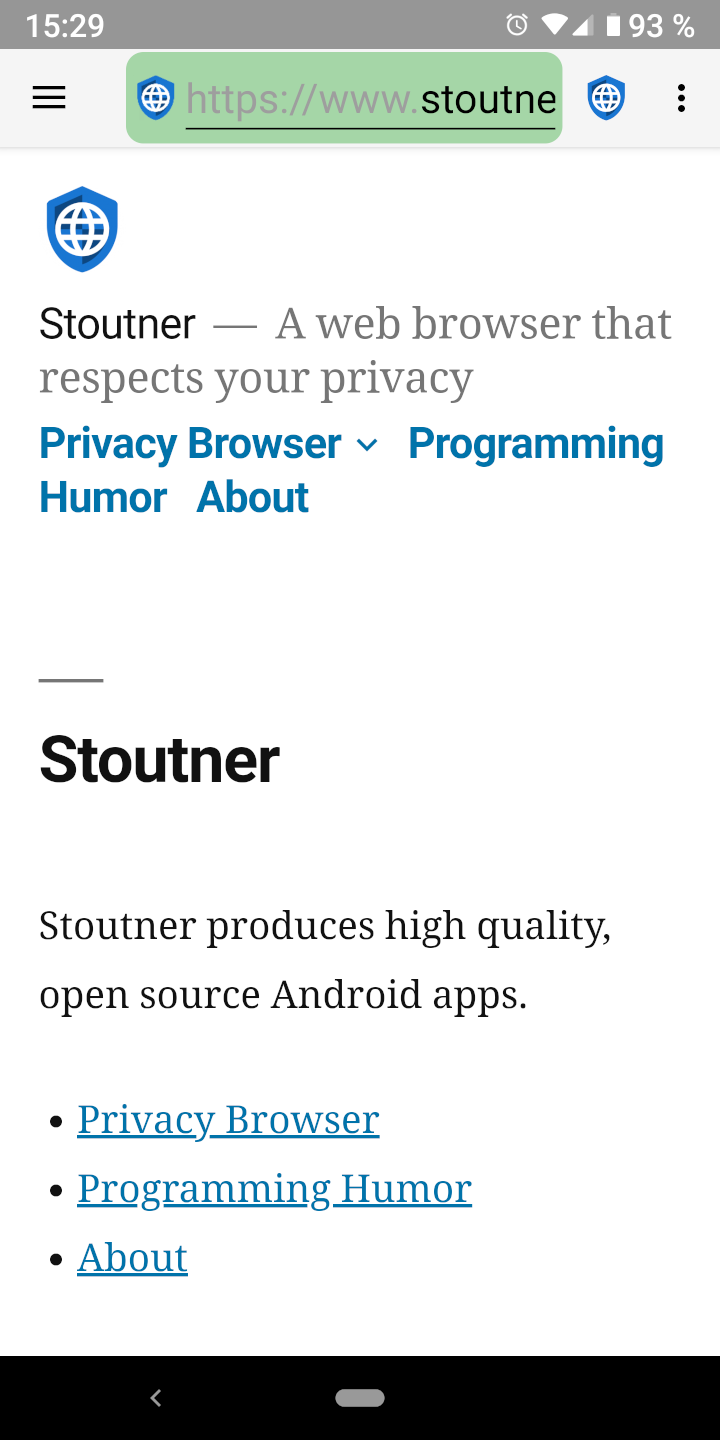 15:29 93 %
https://www.stoutne
Stoutner — A web browser that
respects your privacy
Privacy Browser Programming
Humor About
Stoutner
Stoutner produces high quality,
open source Android apps.
• Privacy Browser
• Programming Humor
• About